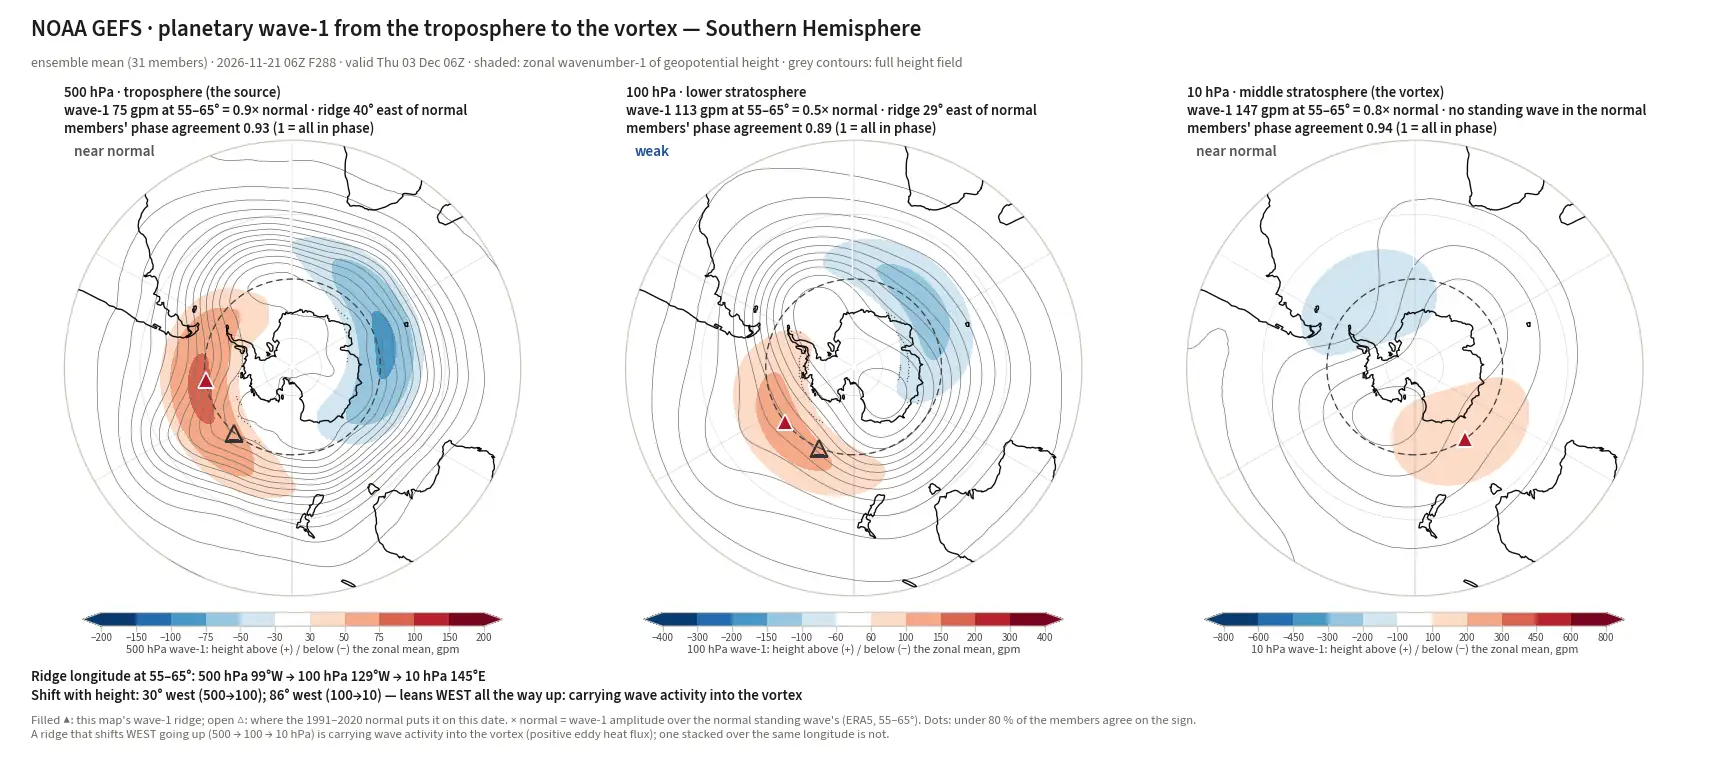 NOAA GEFS · planetary wave-1 from the troposphere to the vortex — Southern Hemisphere
ensemble mean (31 members) · 2026-11-21 06Z F288 · valid Thu 03 Dec 06Z · shaded: zonal wavenumber-1 of geopotential height · grey contours: full height field
500 hPa · troposphere (the source)
wave-1 75 gpm at 55–65° = 0.9× normal · ridge 40° east of normal
members' phase agreement 0.93 (1 = all in phase)
near normal
100 hPa · lower stratosphere
wave-1 113 gpm at 55–65° = 0.5× normal · ridge 29° east of normal
members' phase agreement 0.89 (1 = all in phase)
weak
10 hPa · middle stratosphere (the vortex)
wave-1 147 gpm at 55–65° = 0.8× normal · no standing wave in the normal
members' phase agreement 0.94 (1 = all in phase)
near normal
−200 −150 −100 −75 −50 −30 30 50 75 100 150 200
500 hPa wave-1: height above (+) / below (−) the zonal mean, gpm
−400 −300 −200 −150 −100 −60 60 100 150 200 300 400
100 hPa wave-1: height above (+) / below (−) the zonal mean, gpm
−800 −600 −450 −300 −200 −100 100 200 300 450 600 800
10 hPa wave-1: height above (+) / below (−) the zonal mean, gpm
Ridge longitude at 55–65°: 500 hPa 99°W → 100 hPa 129°W → 10 hPa 145°E
Shift with height: 30° west (500→100); 86° west (100→10) — leans WEST all the way up: carrying wave activity into the vortex
Filled ▲: this map's wave-1 ridge; open △: where the 1991–2020 normal puts it on this date. × normal = wave-1 amplitude over the normal standing wave's (ERA5, 55–65°). Dots: under 80 % of the members agree on the sign.
A ridge that shifts WEST going up (500 → 100 → 10 hPa) is carrying wave activity into the vortex (positive eddy heat flux); one stacked over the same longitude is not.